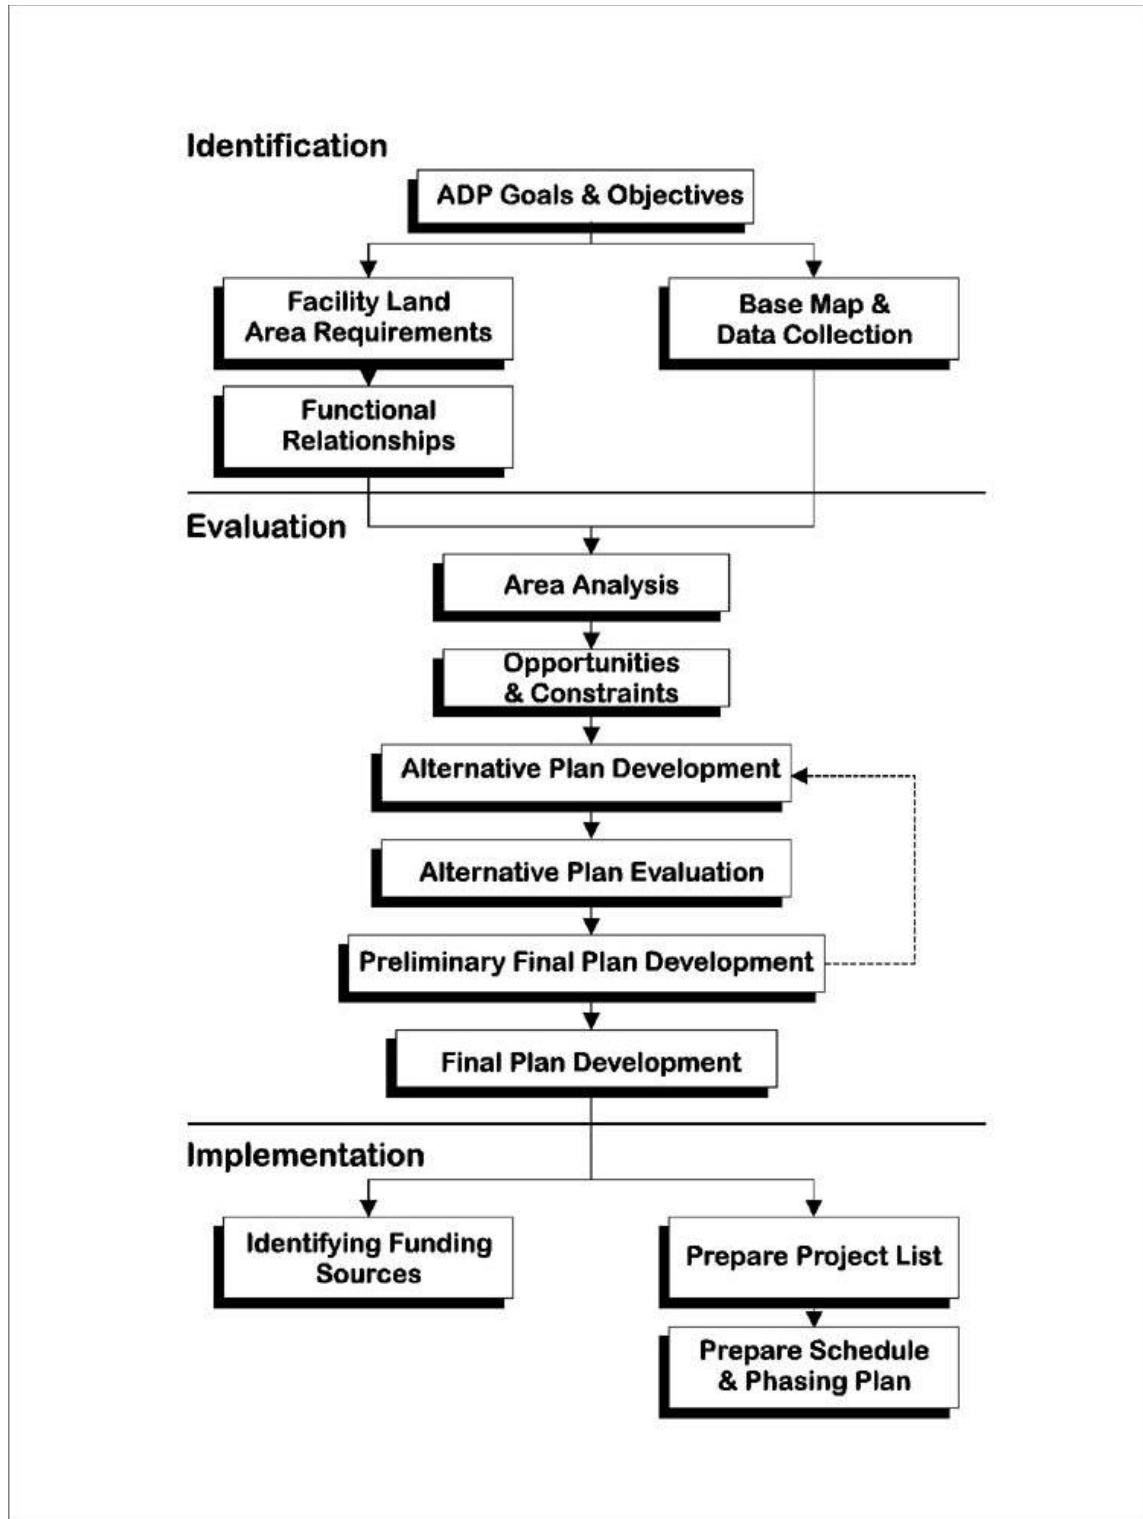 Identification
ADP Goals & Objectives
Facility Land
Area Requirements
Base Map &
Data Collection
Functional
Relationships
Evaluation
Area Analysis
Opportunities
& Constraints
Alternative Plan Development
Alternative Plan Evaluation
Preliminary Final Plan Development
Final Plan Development
Implementation
Identifying Funding
Sources
Prepare Project List
Prepare Schedule
& Phasing Plan